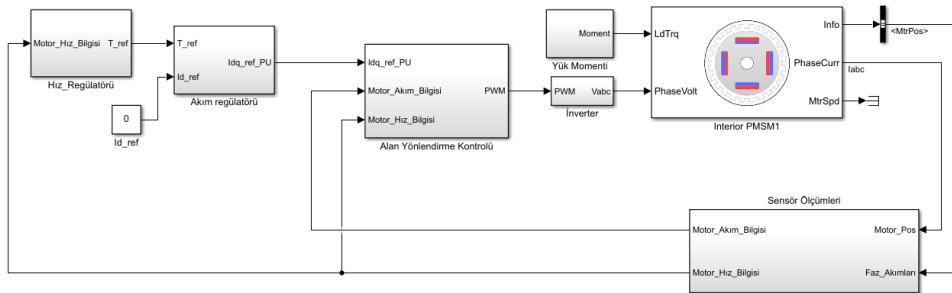 Motor_Hız_Bilgisi
T_ref
Hız_Regülatörü
0
Id_ref
T_ref
Id_ref
Idq_ref_PU
Akım regülatörü
Idq_ref_PU
Motor_Akım_Bilgisi
Motor_Hız_Bilgisi
PWM
Alan Yönlendirme Kontrolü
Moment
Yük Momenti
PWM
Vabc
İnverter
LdTrq
PhaseVolt
Info
PhaseCurr
MtrSpd
Interior PMSM1
<MtrPos>
Iabc
Sensör Ölçümleri
Motor_Akım_Bilgisi
Motor_Pos
Motor_Hız_Bilgisi
Faz_Akımları